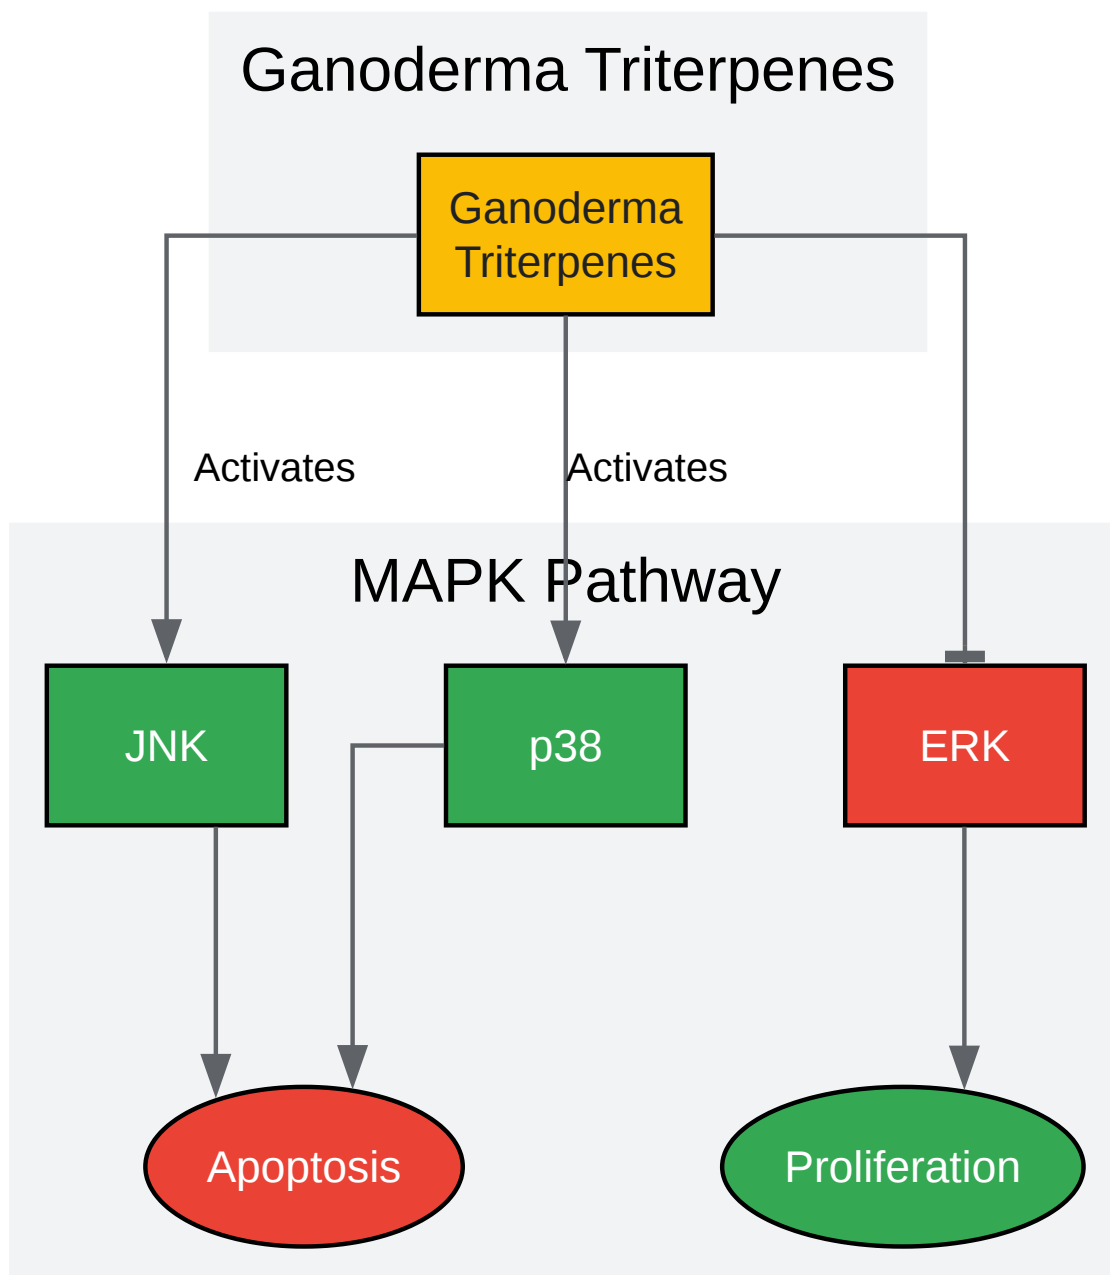 Ganoderma Triterpenes
Ganoderma
Triterpenes
Activates
Activates
MAPK Pathway
JNK
p38
ERK
Apoptosis
Proliferation